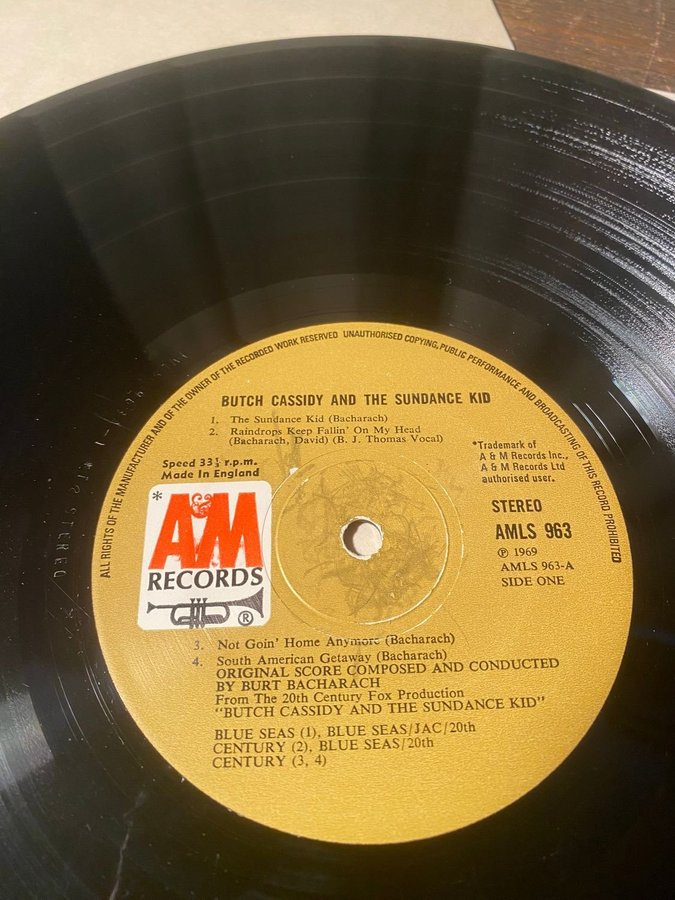 ALL RIGHTS OF THE MANUFACTURER AND OF THE OWNER OF THE RECORDED WORK RESERVED UNAUTHORISED COPYING, PUBLIC PERFORMANCE AND BROADCASTING OF THIS RECORD PROHIBITED
BUTCH CASSIDY AND THE SUNDANCE KID
1. The Sundance Kid (Bacharach)
2. Raindrops Keep Fallin' On My Head
(Bacharach, David) (B. J. Thomas Vocal)
Speed 33⅓ r.p.m.
Made In England
*Trademark of
A & M Records Inc.,
A & M Records Ltd
authorised user.
* A&M
RECORDS
®
STEREO
AMLS 963
℗ 1969
AMLS 963-A
SIDE ONE
3. Not Goin' Home Anymore (Bacharach)
4. South American Getaway (Bacharach)
ORIGINAL SCORE COMPOSED AND CONDUCTED
BY BURT BACHARACH
From The 20th Century Fox Production
"BUTCH CASSIDY AND THE SUNDANCE KID"
BLUE SEAS (1), BLUE SEAS/JAC/20th
CENTURY (2), BLUE SEAS/20th
CENTURY (3, 4)
STEREO